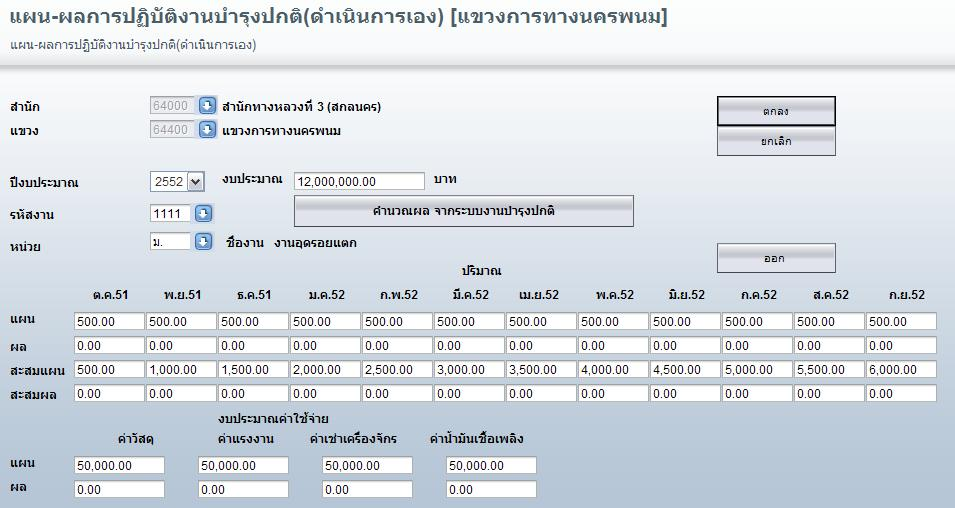 แผน-ผลการปฏิบัติงานบำรุงปกติ(ดำเนินการเอง) [แขวงการทางนครพนม]
แผน-ผลการปฏิบัติงานบำรุงปกติ(ดำเนินการเอง)
สำนัก 64000 สำนักทางหลวงที่ 3 (สกลนคร) ตกลง
แขวง 64400 แขวงการทางนครพนม ยกเลิก
ปีงบประมาณ 2552 งบประมาณ 12,000,000.00 บาท
รหัสงาน 1111 คำนวณผล จากระบบงานบำรุงปกติ
หน่วย ม. ชื่องาน งานอุดรอยแตก ออก
ปริมาณ
ต.ค.51 พ.ย.51 ธ.ค.51 ม.ค.52 ก.พ.52 มี.ค.52 เม.ย.52 พ.ค.52 มิ.ย.52 ก.ค.52 ส.ค.52 ก.ย.52
แผน 500.00 500.00 500.00 500.00 500.00 500.00 500.00 500.00 500.00 500.00 500.00 500.00
ผล 0.00 0.00 0.00 0.00 0.00 0.00 0.00 0.00 0.00 0.00 0.00 0.00
สะสมแผน 500.00 1,000.00 1,500.00 2,000.00 2,500.00 3,000.00 3,500.00 4,000.00 4,500.00 5,000.00 5,500.00 6,000.00
สะสมผล 0.00 0.00 0.00 0.00 0.00 0.00 0.00 0.00 0.00 0.00 0.00 0.00
งบประมาณค่าใช้จ่าย
ค่าวัสดุ ค่าแรงงาน ค่าเช่าเครื่องจักร ค่าน้ำมันเชื้อเพลิง
แผน 50,000.00 50,000.00 50,000.00 50,000.00
ผล 0.00 0.00 0.00 0.00